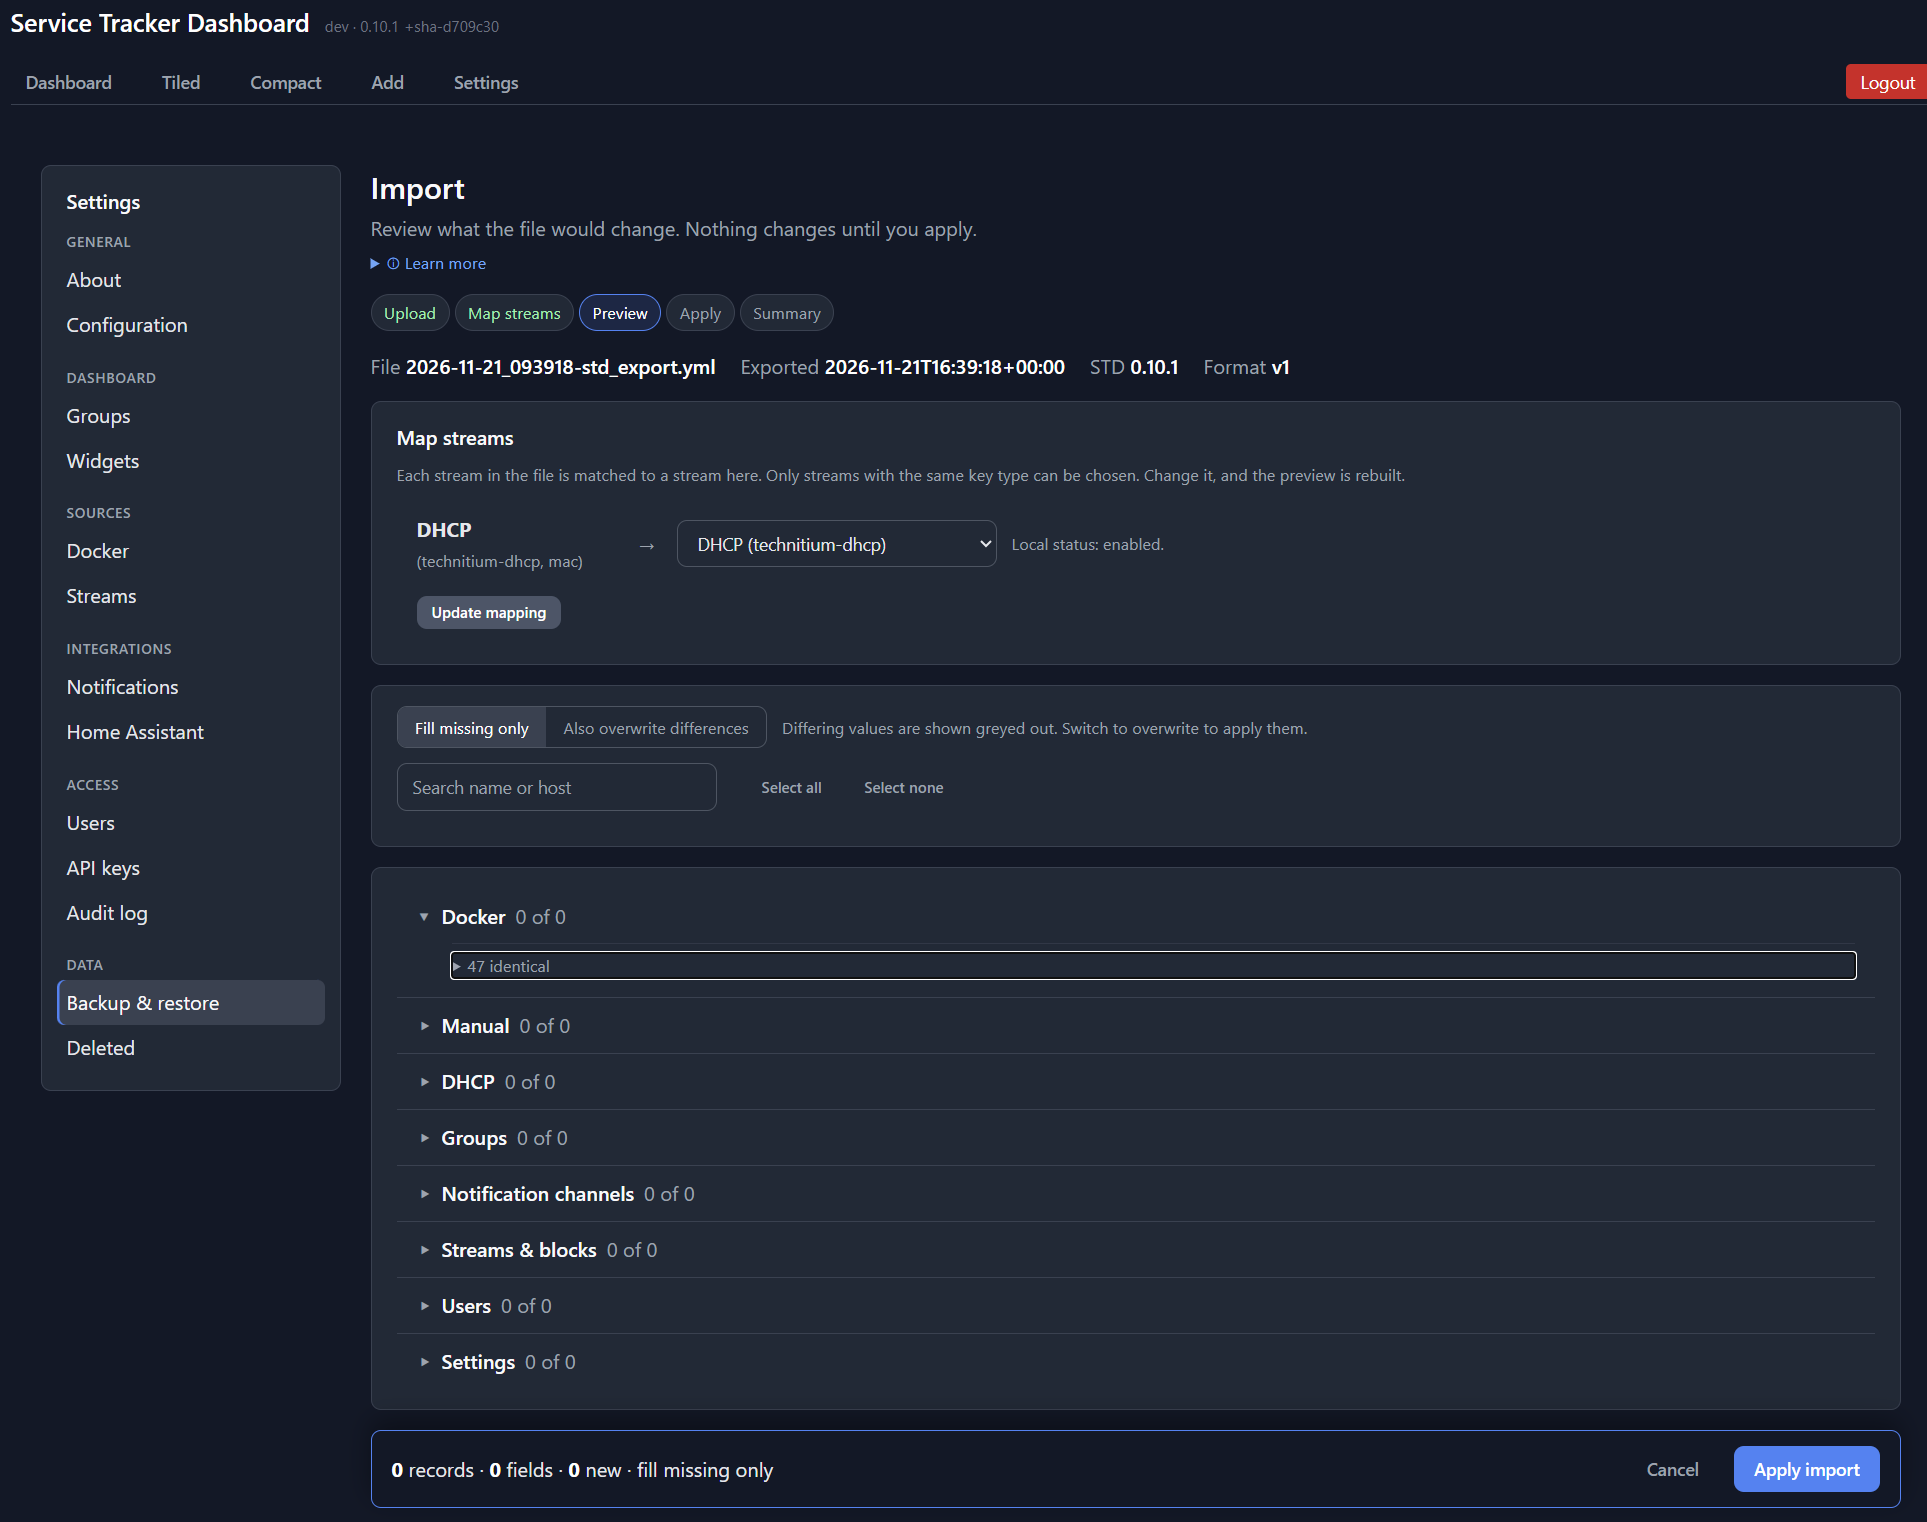 Service Tracker Dashboard dev · 0.10.1 +sha-d709c30
Dashboard Tiled Compact Add Settings Logout
Settings
GENERAL
About
Configuration
DASHBOARD
Groups
Widgets
SOURCES
Docker
Streams
INTEGRATIONS
Notifications
Home Assistant
ACCESS
Users
API keys
Audit log
DATA
Backup & restore
Deleted
Import
Review what the file would change. Nothing changes until you apply.
Learn more
Upload Map streams Preview Apply Summary
File 2026-11-21_093918-std_export.yml Exported 2026-11-21T16:39:18+00:00 STD 0.10.1 Format v1
Map streams
Each stream in the file is matched to a stream here. Only streams with the same key type can be chosen. Change it, and the preview is rebuilt.
DHCP
(technitium-dhcp, mac)
→ DHCP (technitium-dhcp) Local status: enabled.
Update mapping
Fill missing only Also overwrite differences Differing values are shown greyed out. Switch to overwrite to apply them.
Search name or host Select all Select none
Docker 0 of 0
47 identical
Manual 0 of 0
DHCP 0 of 0
Groups 0 of 0
Notification channels 0 of 0
Streams & blocks 0 of 0
Users 0 of 0
Settings 0 of 0
0 records · 0 fields · 0 new · fill missing only Cancel Apply import